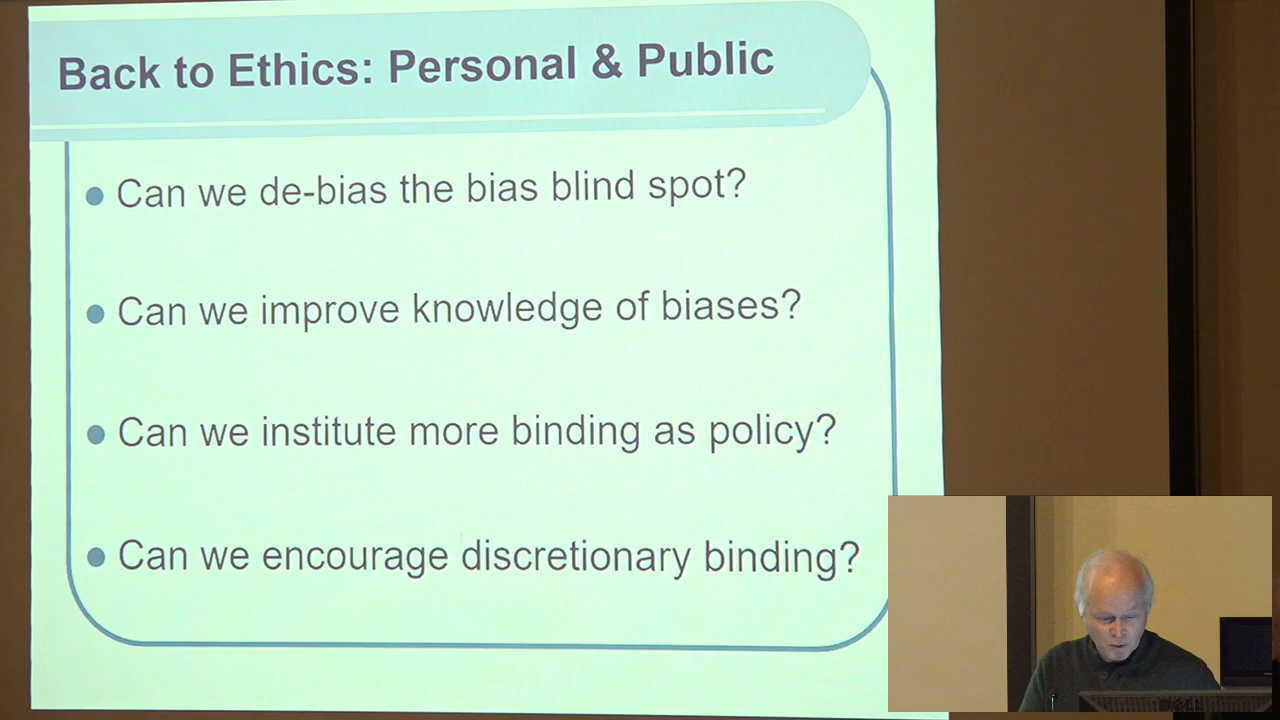 Back to Ethics: Personal & Public
Can we de-bias the bias blind spot?
Can we improve knowledge of biases?
Can we institute more binding as policy?
Can we encourage discretionary binding?
DELL